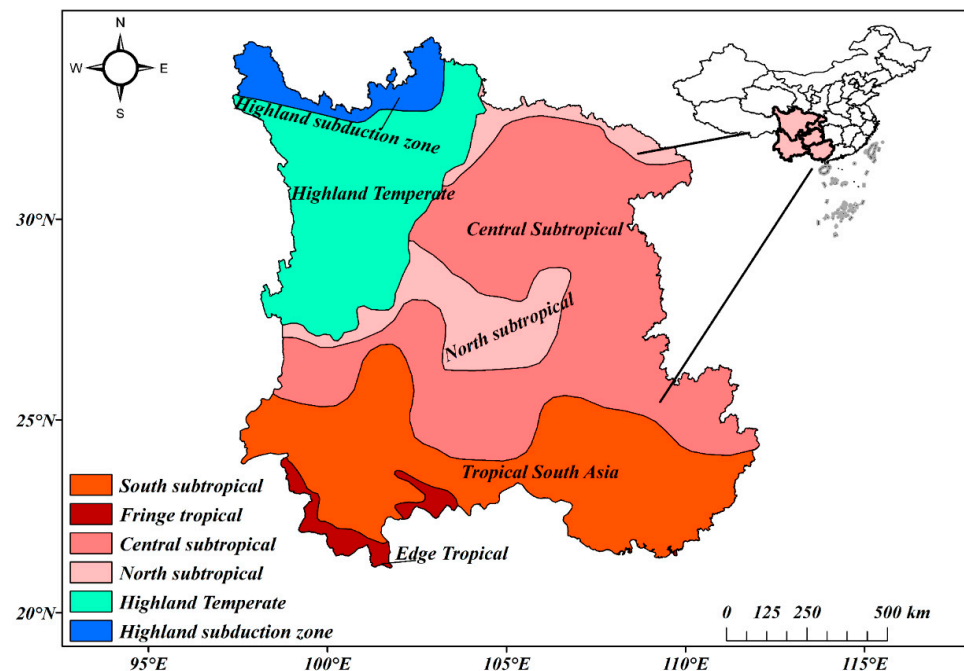 N
W E
S
Highland subduction zone
Highland Temperate
30°N
Central Subtropical
North subtropical
25°N
Tropical South Asia
South subtropical
Fringe tropical
Central subtropical
Edge Tropical
North subtropical
Highland Temperate
20°N
0 125 250 500 km
Highland subduction zone
95°E 100°E 105°E 110°E 115°E